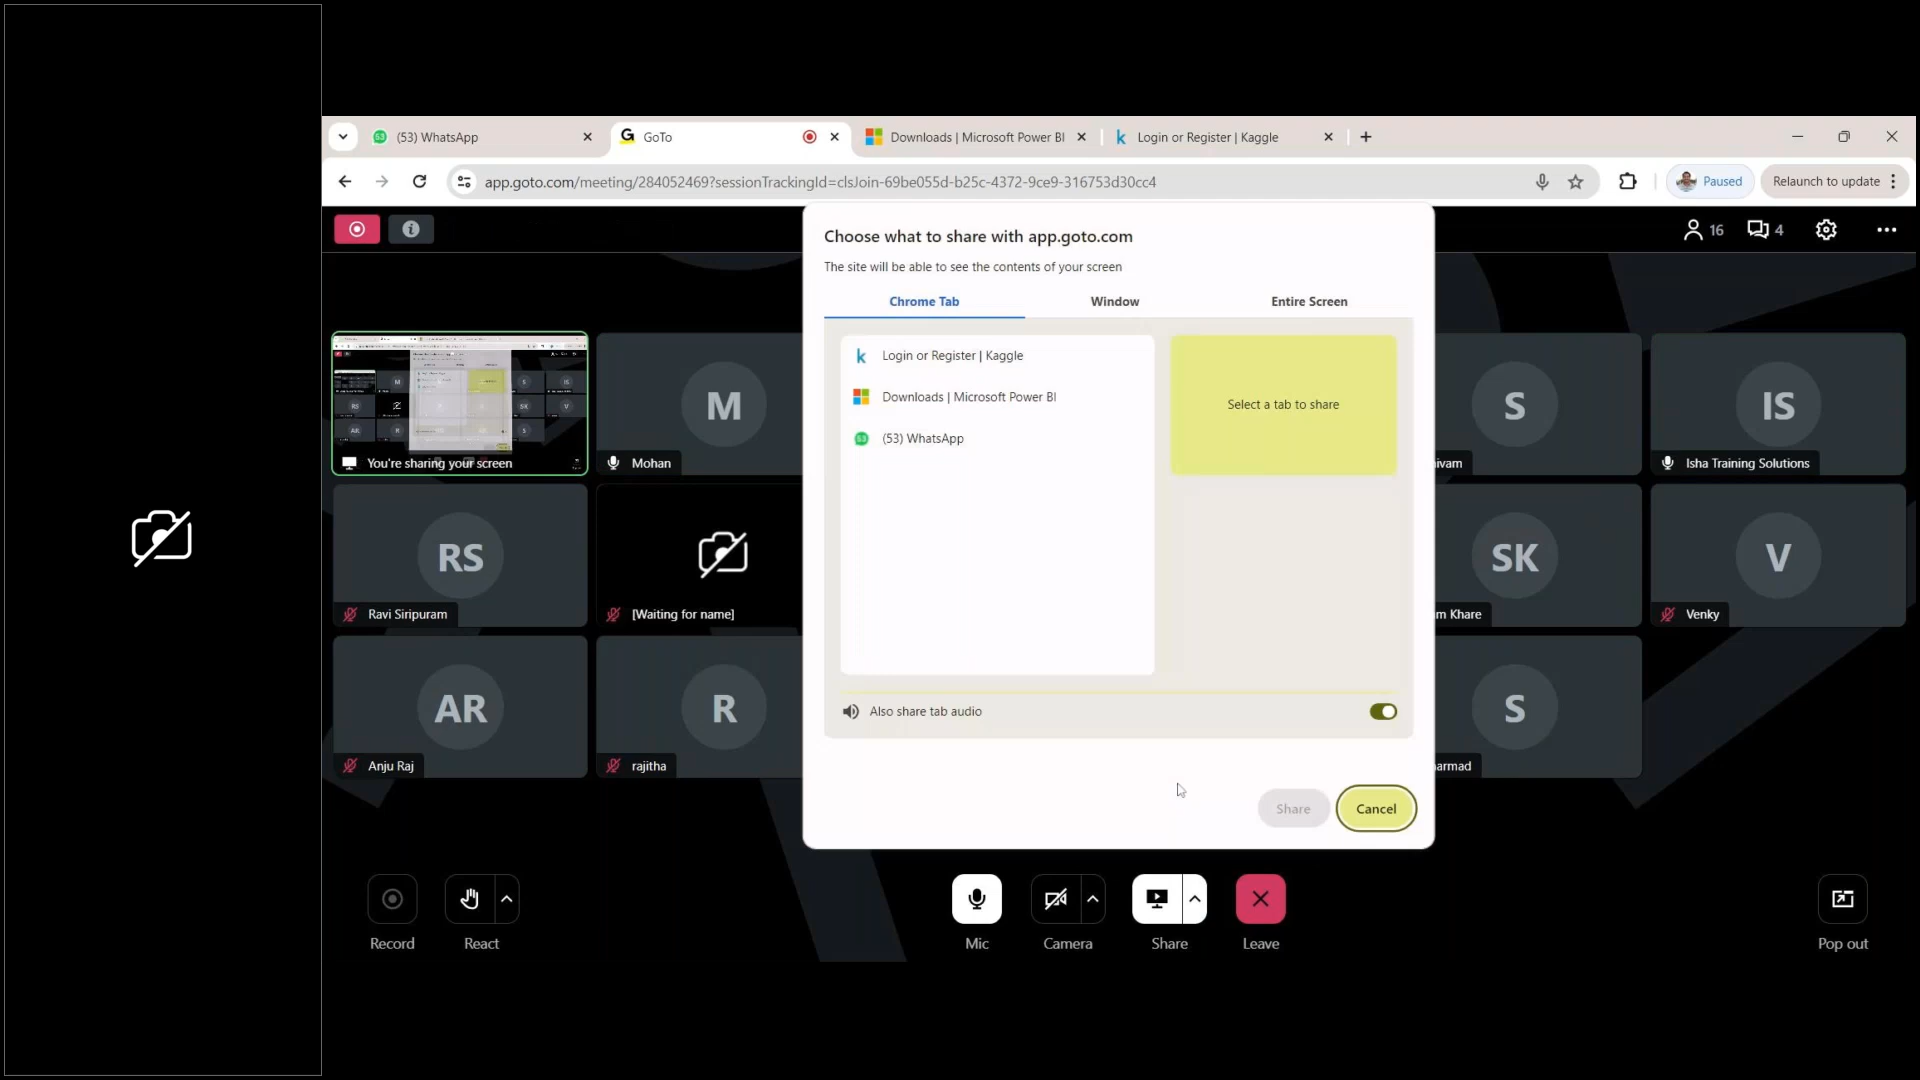 (53) WhatsApp
GoTo
Downloads | Microsoft Power BI
Login or Register | Kaggle
app.goto.com/meeting/284052469?sessionTrackingId=clsJoin-69be055d-b25c-4372-9ce9-316753d30cc4
Paused
Relaunch to update
16
4
Choose what to share with app.goto.com
The site will be able to see the contents of your screen
Chrome Tab
Window
Entire Screen
Login or Register | Kaggle
Downloads | Microsoft Power BI
(53) WhatsApp
Select a tab to share
Also share tab audio
Share
Cancel
You're sharing your screen
M
Mohan
S
ivam
IS
Isha Training Solutions
RS
Ravi Siripuram
[Waiting for name]
SK
m Khare
V
Venky
AR
Anju Raj
R
rajitha
S
armad
Record
React
Mic
Camera
Share
Leave
Pop out